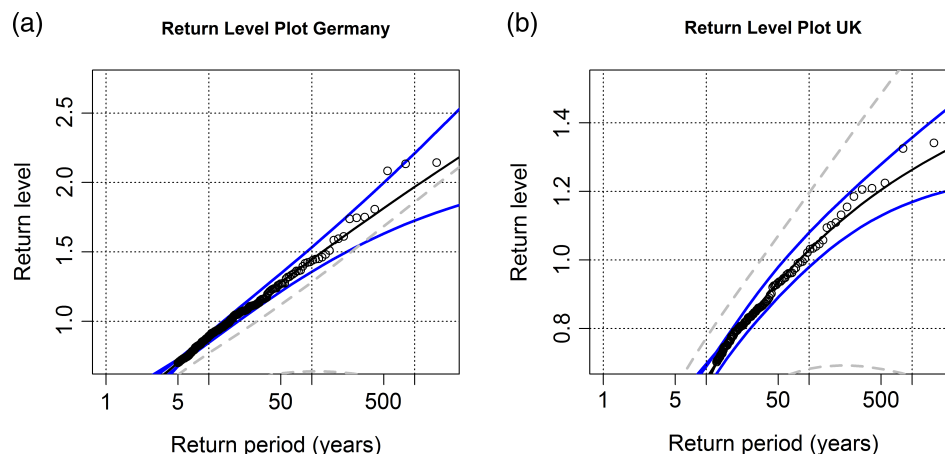 (a)
Return Level Plot Germany
Return level
2.5
2.0
1.5
1.0
1 5 50 500
Return period (years)
(b)
Return Level Plot UK
Return level
1.4
1.2
1.0
0.8
1 5 50 500
Return period (years)